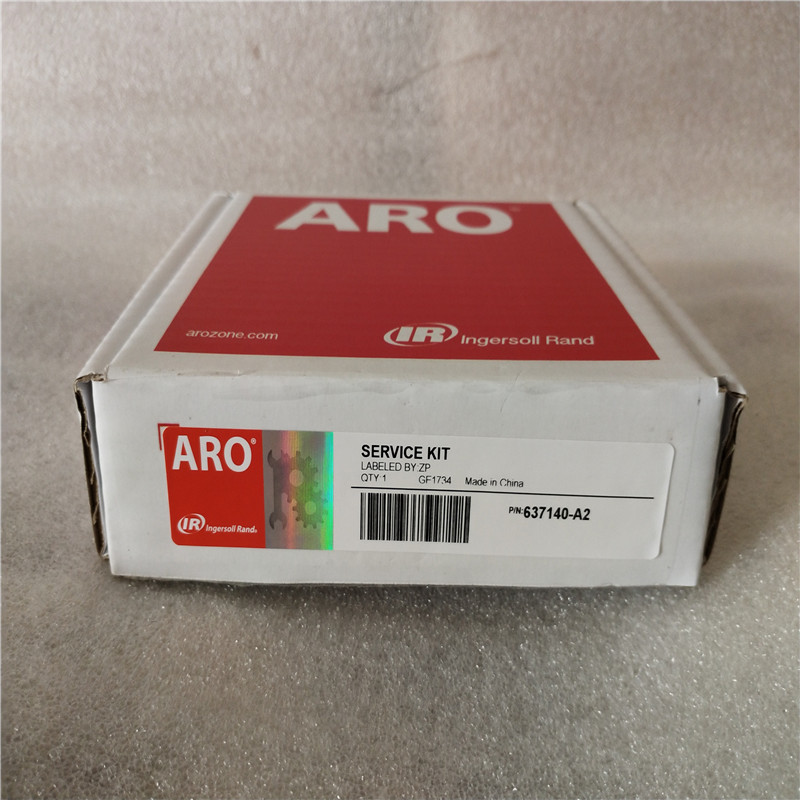 ARO
arozone.com
IR Ingersoll Rand
ARO®
IR Ingersoll Rand®
SERVICE KIT
LABELED BY:ZP
QTY:1 GF1734 Made in China
P/N:637140-A2